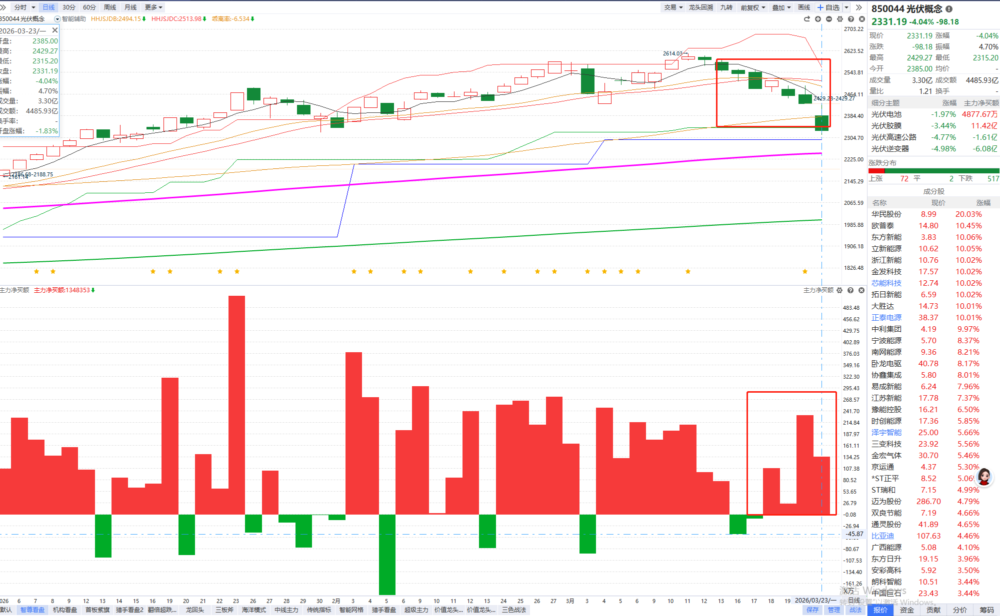 分时 日线 30分 60分 周线 月线 更多 交易 龙头回溯 九转 前复权 叠加 画线 自选
850044 光伏概念
2331.19 -4.04% -98.18
850044 光伏概念 智能辅助 HHJSJDB:2494.15 HHJSJDC:2513.98 乖离率:-6.534
2026-03-23/一
开盘: 2385.00
最高: 2429.27
最低: 2315.20
收盘: 2331.19
涨幅: -4.04%
振幅: 4.70%
成交量: 3.30亿
成交额: 4485.93亿
换手率: -
开盘涨幅: -1.83%
2703.22
2623.52
2543.81
2464.11
2384.40
2304.70
2225.00
2145.29
2065.59
1985.88
1906.18
1826.48
2614.03
2429.28-2429.27
2186.68-2188.75
2161.14
主力净买额 主力净买额:1348353
主力净买额
483.48
456.62
429.75
402.89
376.03
349.16
322.30
295.43
268.57
241.70
214.84
187.97
161.11
134.25
107.38
80.52
53.65
26.79
-0.08
-26.94
-45.87
-80.67
-107.53
-134.40
-161.26
X万
026 6 7 8 9 12 13 14 15 16 19 20 21 22 23 26 27 28 29 30 2月 3 4 5 6 9 10 11 12 13 24 25 26 27 3月 3 4 5 6 9 10 11 12 13 16 17 18 19 2026/03/23/一 日线
默认 智尊看盘 机构看盘 首板紫旗 猎手看盘2 翻倍超跌... 龙回头 三板斧 海洋模式 中线主力 传统指标 智能网格 猎手看盘 超级主力 价值龙头... 价值龙头... 三色战法 保存 管理 战法
现价 2331.19 涨幅 -4.04%
涨跌 -98.18 振幅 4.70%
最高 2429.27 最低 2315.20
今开 2385.00 均价 -
成交量 3.30亿 成交额 4485.93亿
量比 1.21 换手 -
细分主题 涨幅 主力净买额
光伏电池 -1.97% 4877.67万
光伏胶膜 -3.44% 11.42亿
光伏高速公路 -4.77% -1.61亿
光伏逆变器 -4.98% -6.08亿
涨跌分布
上涨 72 平 2 下跌 517
成分股
名称 现价 涨幅
华民股份 8.99 20.03%
欧普泰 14.80 10.45%
东方新能 3.83 10.06%
立新能源 10.62 10.05%
浙江新能 10.76 10.02%
金发科技 17.57 10.02%
芯能科技 12.74 10.02%
拓日新能 6.59 10.02%
大胜达 14.73 10.01%
正泰电源 38.37 10.01%
中利集团 4.19 9.97%
宁波能源 5.70 8.37%
南网能源 9.36 8.21%
卧龙电驱 40.78 8.17%
协鑫集成 5.80 8.01%
易成新能 6.24 7.96%
江苏新能 17.78 7.37%
豫能控股 16.21 6.50%
时创能源 17.36 5.85%
泽宇智能 25.00 5.66%
三变科技 23.92 5.56%
金宏气体 30.70 5.46%
京运通 4.37 5.30%
*ST正平 8.52 5.06
ST瑞和 7.15 4.99%
迈为股份 286.70 4.79%
双良节能 7.19 4.66%
通灵股份 41.89 4.65%
比亚迪 107.63 4.46%
广西能源 5.08 4.10%
东方日升 19.15 3.96%
安彩高科 5.92 3.50%
朗科智能 10.51 3.44%
中国巨石 23.43 3.44%
激活 Windows
转到"设置"以激活 Windows。
报价 资金 贡献 分价 筹码